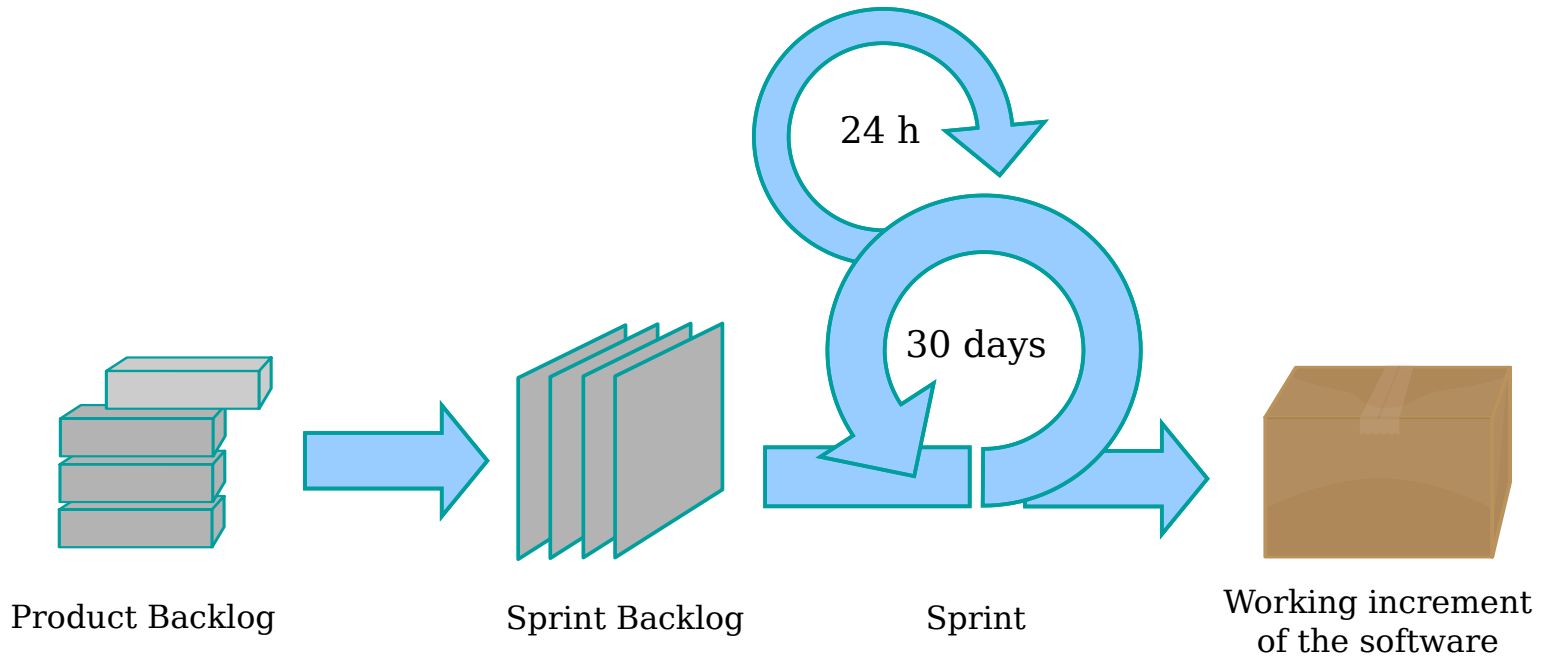 24 h
30 days
Product Backlog
Sprint Backlog
Sprint
Working increment
of the software